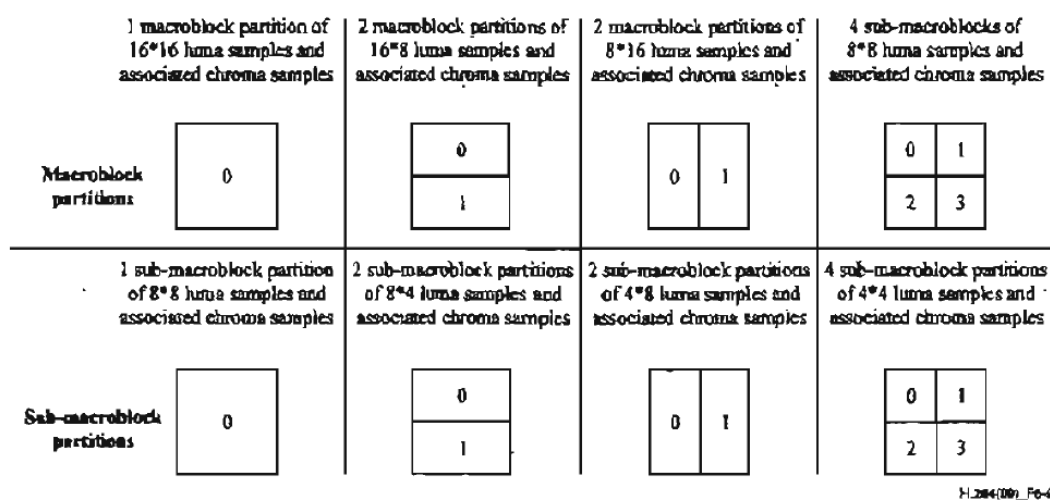 1 macroblock partition of
16*16 luma samples and
associated chroma samples
2 macroblock partitions of
16*8 luma samples and
associated chroma samples
2 macroblock partitions of
8*16 luma samples and
associated chroma samples
4 sub-macroblocks of
8*8 luma samples and
associated chroma samples
Macroblock
partitions
0
0
1
0 1
0 1
2 3
1 sub-macroblock partition
of 8*8 luma samples and
associated chroma samples
2 sub-macroblock partitions
of 8*4 luma samples and
associated chroma samples
2 sub-macroblock partitions
of 4*8 luma samples and
associated chroma samples
4 sub-macroblock partitions
of 4*4 luma samples and
associated chroma samples
Sub-macroblock
partitions
0
0
1
0 1
0 1
2 3